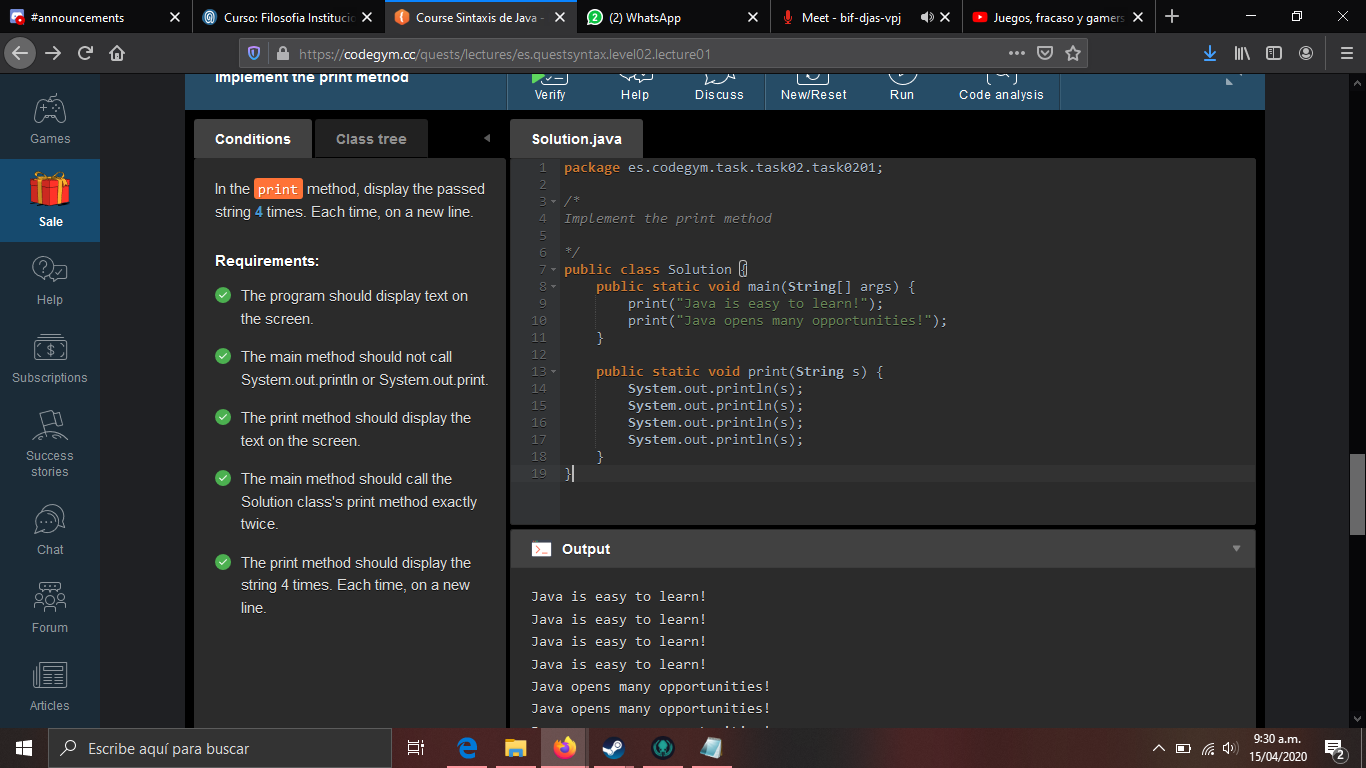 #announcements
Curso: Filosofia Instituci
Course Sintaxis de Java -
(2) WhatsApp
Meet - bif-djas-vpj
Juegos, fracaso y gamers
https://codegym.cc/quests/lectures/es.questsyntax.level02.lecture01
Games
Sale
Help
Subscriptions
Success
stories
Chat
Forum
Articles
Implement the print method
Verify
Help
Discuss
New/Reset
Run
Code analysis
Conditions
Class tree
In the print method, display the passed
string 4 times. Each time, on a new line.
Requirements:
The program should display text on
the screen.
The main method should not call
System.out.println or System.out.print.
The print method should display the
text on the screen.
The main method should call the
Solution class's print method exactly
twice.
The print method should display the
string 4 times. Each time, on a new
line.
Solution.java
1 package es.codegym.task.task02.task0201;
2
3 /*
4 Implement the print method
5
6 */
7 public class Solution {
8 public static void main(String[] args) {
9 print("Java is easy to learn!");
10 print("Java opens many opportunities!");
11 }
12
13 public static void print(String s) {
14 System.out.println(s);
15 System.out.println(s);
16 System.out.println(s);
17 System.out.println(s);
18 }
19 }
Output
Java is easy to learn!
Java is easy to learn!
Java is easy to learn!
Java is easy to learn!
Java opens many opportunities!
Java opens many opportunities!
Escribe aquí para buscar
9:30 a.m.
15/04/2020
2